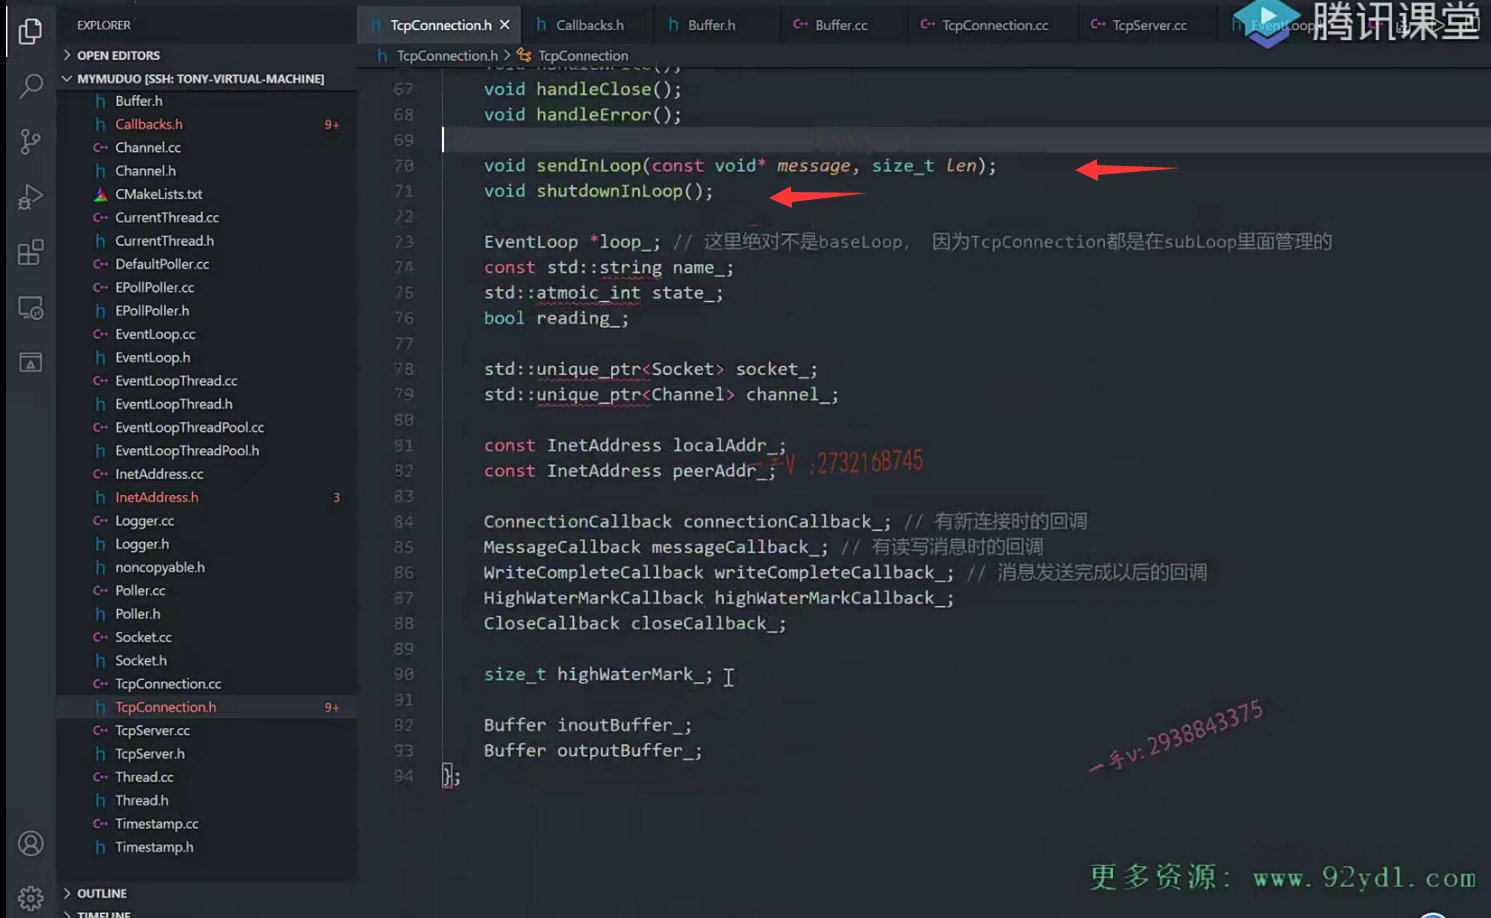 EXPLORER
TcpConnection.h
Callbacks.h
Buffer.h
Buffer.cc
TcpConnection.cc
TcpServer.cc
腾讯课堂
OPEN EDITORS
TcpConnection.h > TcpConnection
MYMUDUO [SSH: TONY-VIRTUAL-MACHINE]
Buffer.h
Callbacks.h 9+
Channel.cc
Channel.h
CMakeLists.txt
CurrentThread.cc
CurrentThread.h
DefaultPoller.cc
EPollPoller.cc
EPollPoller.h
EventLoop.cc
EventLoop.h
EventLoopThread.cc
EventLoopThread.h
EventLoopThreadPool.cc
EventLoopThreadPool.h
InetAddress.cc
InetAddress.h 3
Logger.cc
Logger.h
noncopyable.h
Poller.cc
Poller.h
Socket.cc
Socket.h
TcpConnection.cc
TcpConnection.h 9+
TcpServer.cc
TcpServer.h
Thread.cc
Thread.h
Timestamp.cc
Timestamp.h
OUTLINE
TIMELINE
67 void handleClose();
68 void handleError();
69
70 void sendInLoop(const void* message, size_t len);
71 void shutdownInLoop();
72
73 EventLoop *loop_; // 这里绝对不是baseLoop, 因为TcpConnection都是在subLoop里面管理的
74 const std::string name_;
75 std::atmoic_int state_;
76 bool reading_;
77
78 std::unique_ptr<Socket> socket_;
79 std::unique_ptr<Channel> channel_;
80
81 const InetAddress localAddr_;
82 const InetAddress peerAddr_;
一手V :2732168745
83
84 ConnectionCallback connectionCallback_; // 有新连接时的回调
85 MessageCallback messageCallback_; // 有读写消息时的回调
86 WriteCompleteCallback writeCompleteCallback_; // 消息发送完成以后的回调
87 HighWaterMarkCallback highWaterMarkCallback_;
88 CloseCallback closeCallback_;
89
90 size_t highWaterMark_;
91
92 Buffer inoutBuffer_;
93 Buffer outputBuffer_;
94 };
一手v: 2938843375
更多资源: www.92ydl.com